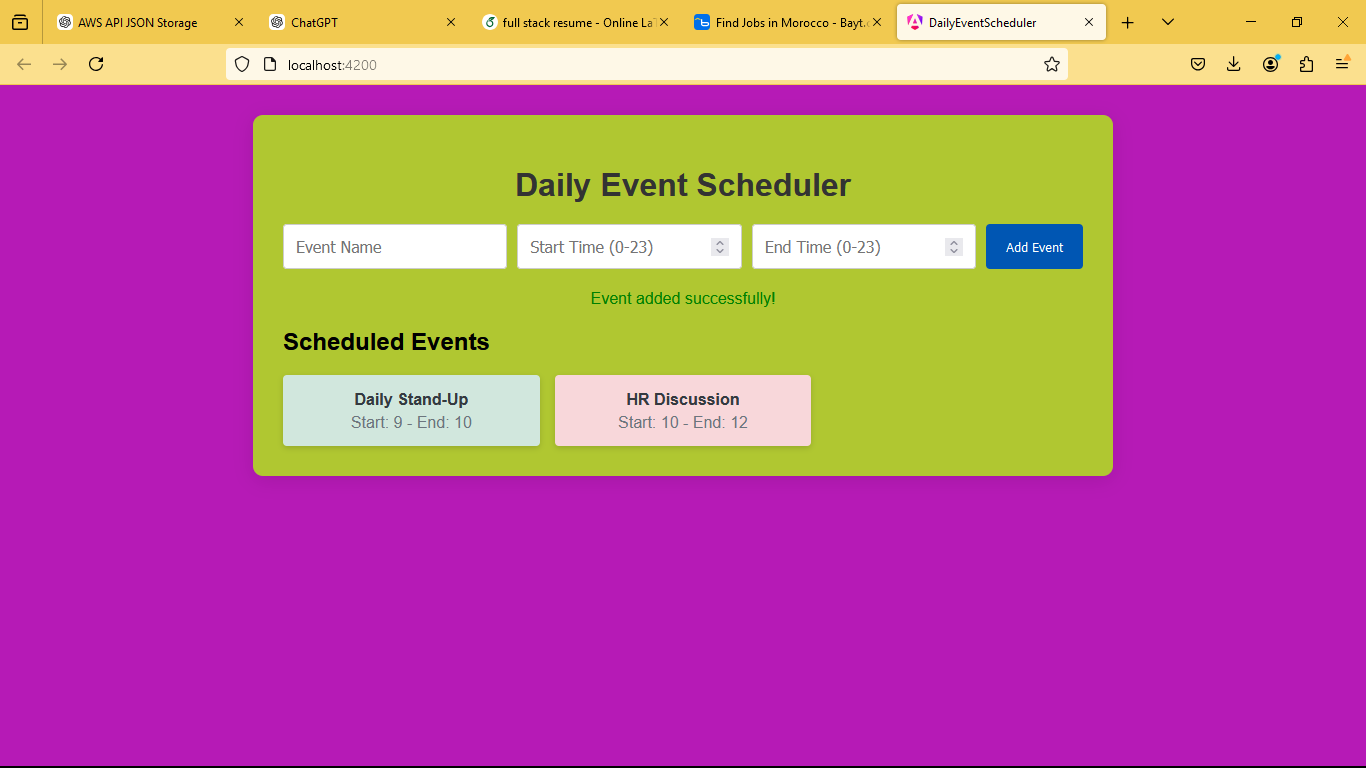 AWS API JSON Storage
ChatGPT
full stack resume - Online La
Find Jobs in Morocco - Bayt.
DailyEventScheduler
localhost:4200
Daily Event Scheduler
Event Name
Start Time (0-23)
End Time (0-23)
Add Event
Event added successfully!
Scheduled Events
Daily Stand-Up
Start: 9 - End: 10
HR Discussion
Start: 10 - End: 12